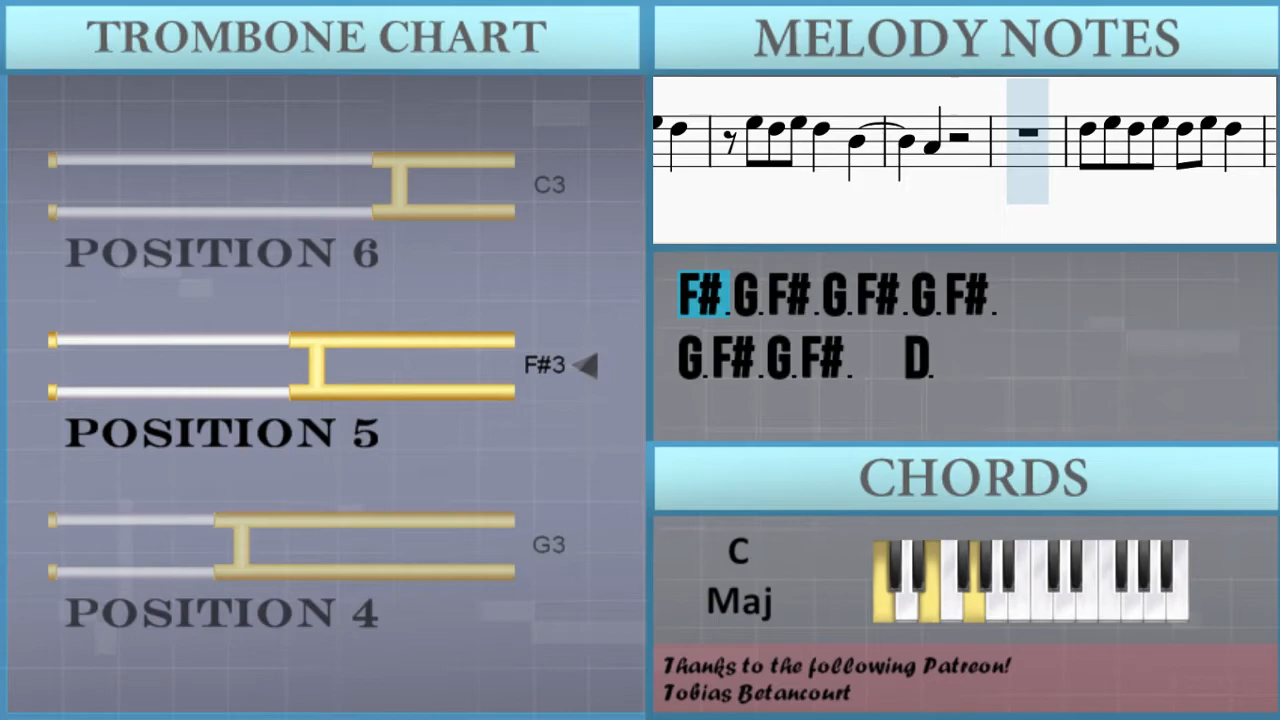 TROMBONE CHART
C3
POSITION 6
F#3
POSITION 5
G3
POSITION 4
MELODY NOTES
F#.G.F#.G.F#.G.F#.
G.F#.G.F#. D.
CHORDS
C
Maj
Thanks to the following Patreon!
Tobias Betancourt